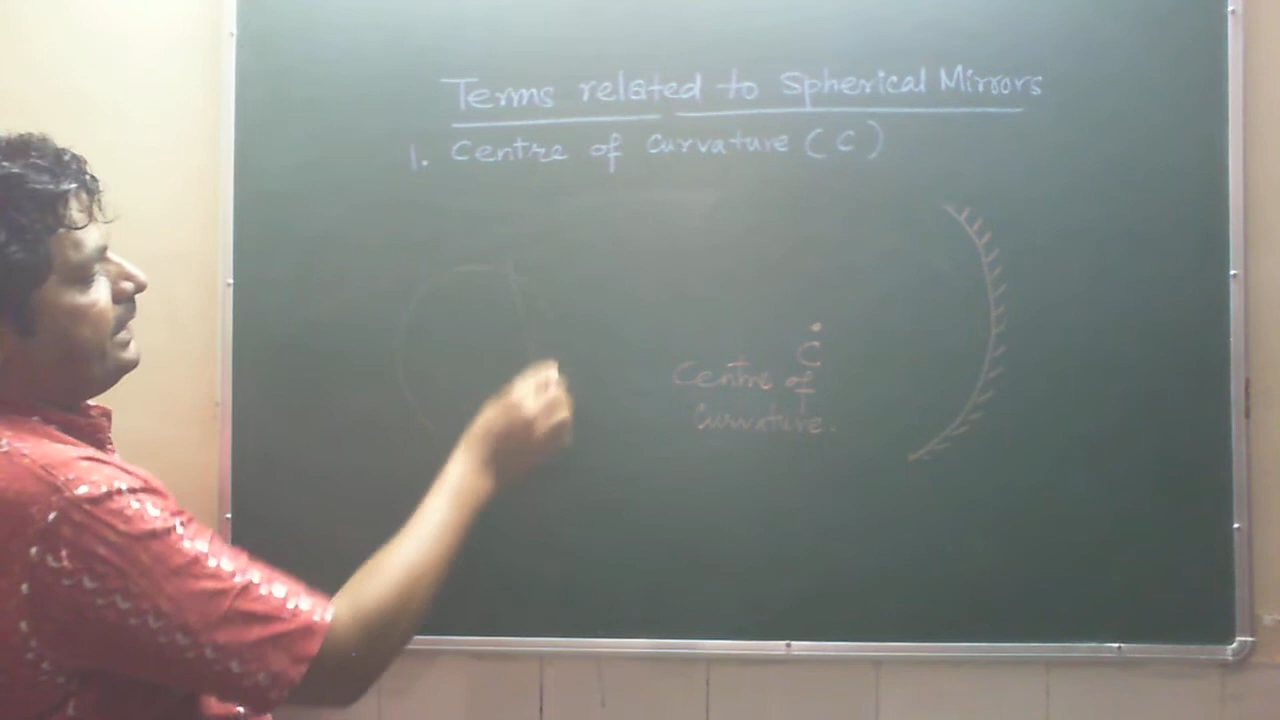 Terms related to Spherical Mirrors
1. Centre of Curvature (C)
C
Centre of
Curvature.